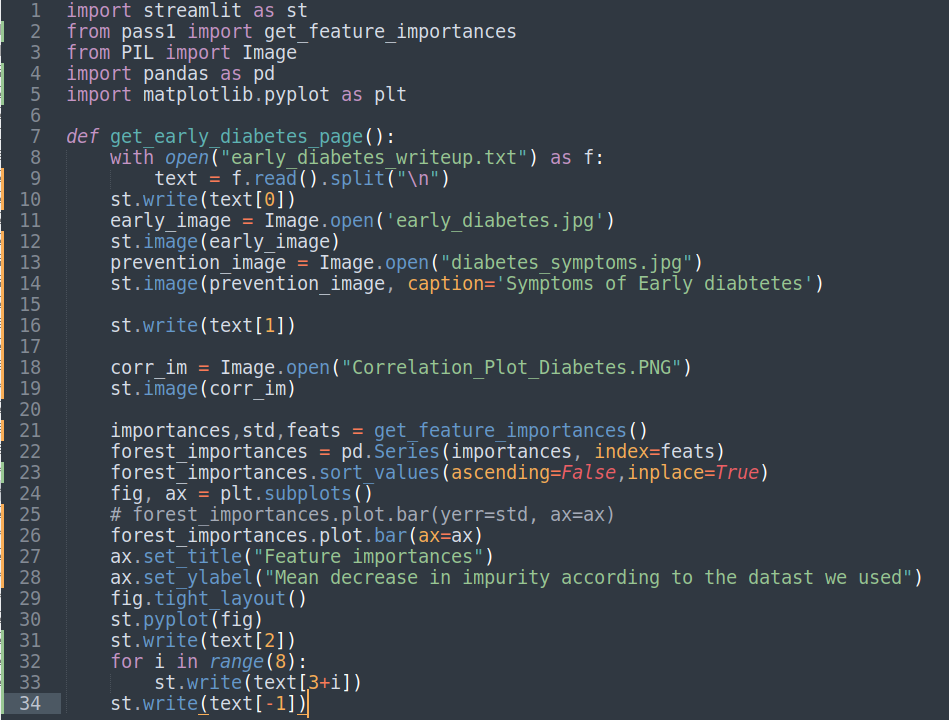 1 import streamlit as st
2 from pass1 import get_feature_importances
3 from PIL import Image
4 import pandas as pd
5 import matplotlib.pyplot as plt
6
7 def get_early_diabetes_page():
8     with open("early_diabetes_writeup.txt") as f:
9         text = f.read().split("\n")
10     st.write(text[0])
11     early_image = Image.open('early_diabetes.jpg')
12     st.image(early_image)
13     prevention_image = Image.open("diabetes_symptoms.jpg")
14     st.image(prevention_image, caption='Symptoms of Early diabtetes')
15
16     st.write(text[1])
17
18     corr_im = Image.open("Correlation_Plot_Diabetes.PNG")
19     st.image(corr_im)
20
21     importances,std,feats = get_feature_importances()
22     forest_importances = pd.Series(importances, index=feats)
23     forest_importances.sort_values(ascending=False,inplace=True)
24     fig, ax = plt.subplots()
25     # forest_importances.plot.bar(yerr=std, ax=ax)
26     forest_importances.plot.bar(ax=ax)
27     ax.set_title("Feature importances")
28     ax.set_ylabel("Mean decrease in impurity according to the datast we used")
29     fig.tight_layout()
30     st.pyplot(fig)
31     st.write(text[2])
32     for i in range(8):
33         st.write(text[3+i])
34     st.write(text[-1])